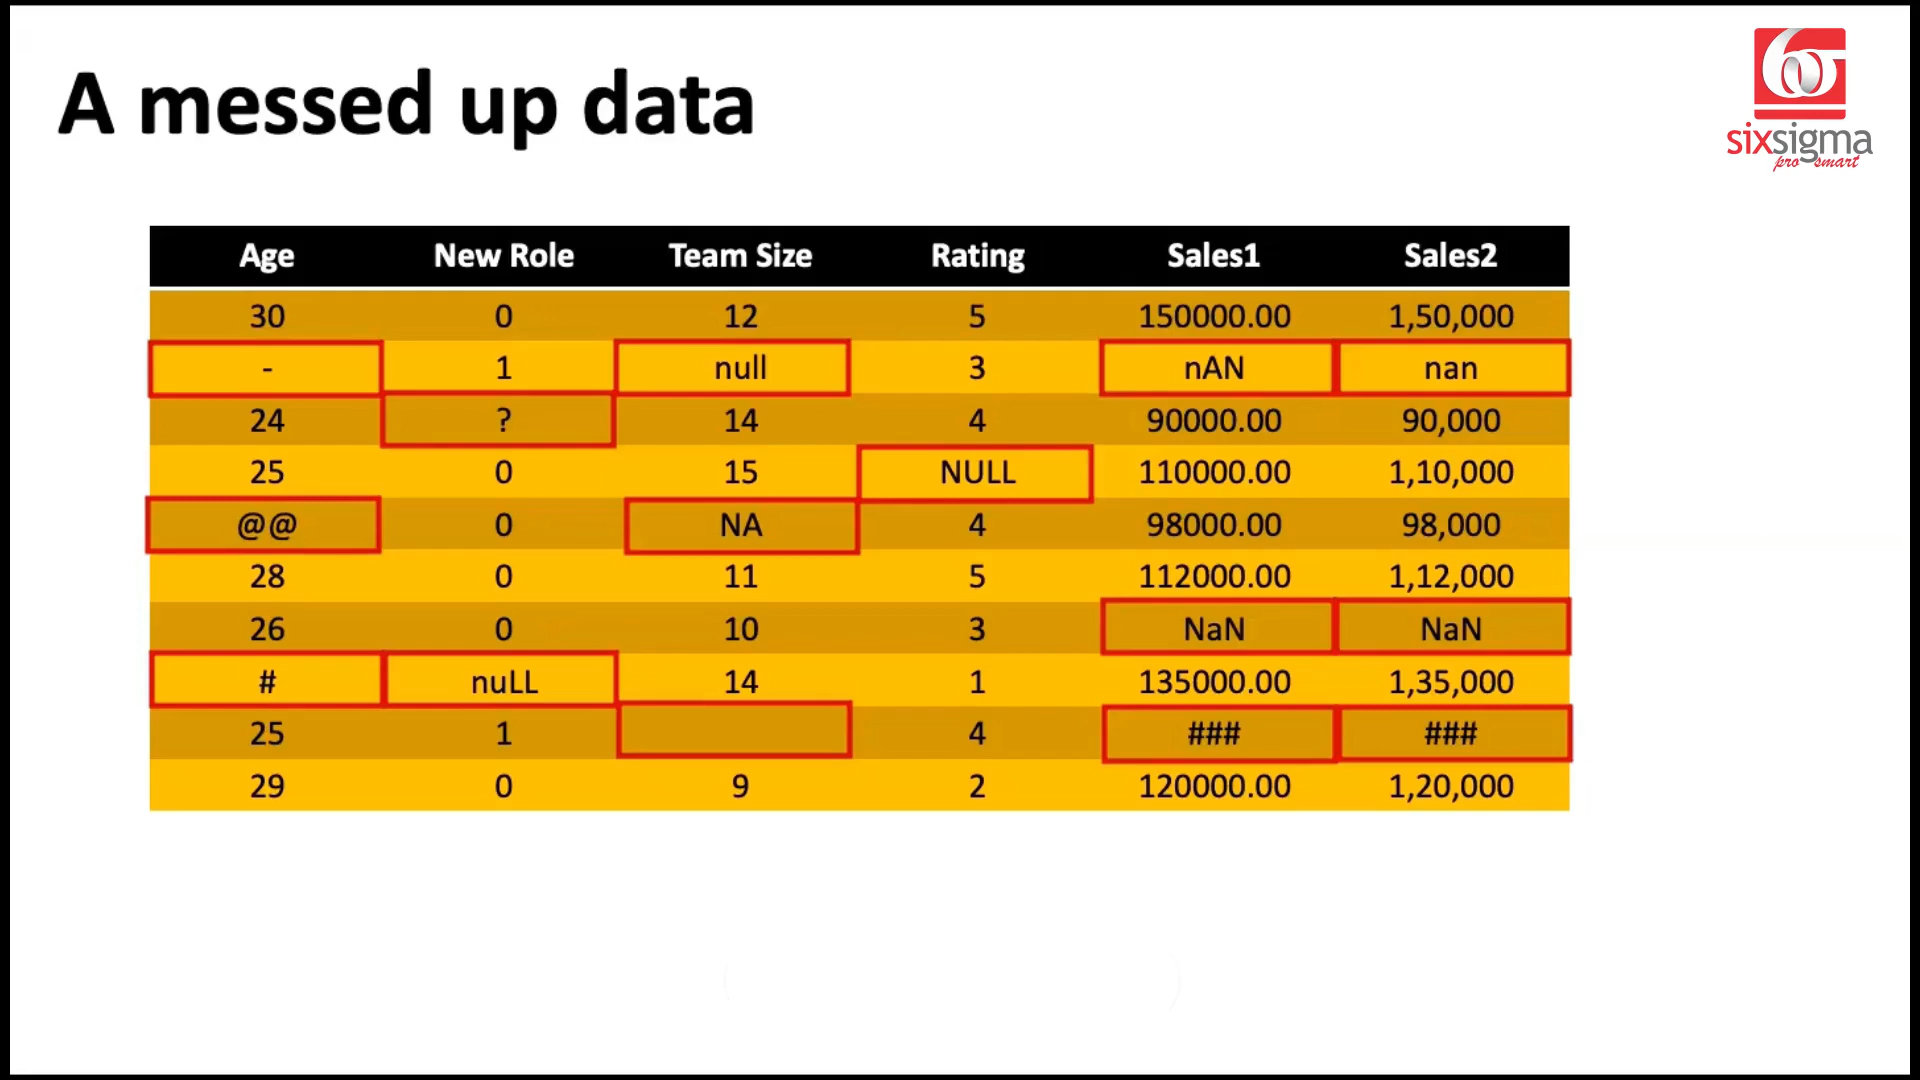 A messed up data
sixsigma
pro smart
Age New Role Team Size Rating Sales1 Sales2
30 0 12 5 150000.00 1,50,000
- 1 null 3 nAN nan
24 ? 14 4 90000.00 90,000
25 0 15 NULL 110000.00 1,10,000
@@ 0 NA 4 98000.00 98,000
28 0 11 5 112000.00 1,12,000
26 0 10 3 NaN NaN
# nuLL 14 1 135000.00 1,35,000
25 1 4 ### ###
29 0 9 2 120000.00 1,20,000